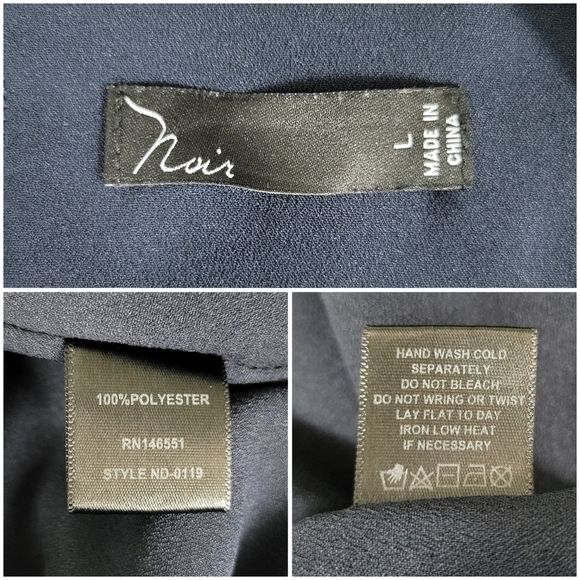 Noir
L
MADE IN
CHINA
100%POLYESTER
RN146551
STYLE ND-0119
HAND WASH COLD
SEPARATELY
DO NOT BLEACH
DO NOT WRING OR TWIST
LAY FLAT TO DAY
IRON LOW HEAT
IF NECESSARY